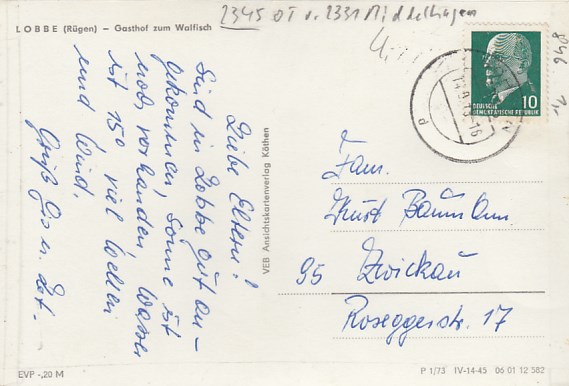 LOBBE (Rügen) — Gasthof zum Walfisch
2345 OT v. 2331 Middelhagen
Liebe Eltern!
Sind in Lobbe gut an-
gekommen, Sonne ist
noch vorhanden Wasser
ist 15° viel Wellen
und Wind.
Gruß
VEB Ansichtskartenverlag Köthen
DEUTSCHE
DEMOKRATISCHE REPUBLIK
10
Fam.
Kurt Baumann
95 Zwickau
Roseggerstr. 17
EVP -,20 M
P 1/73 IV-14-45 06 01 12 582